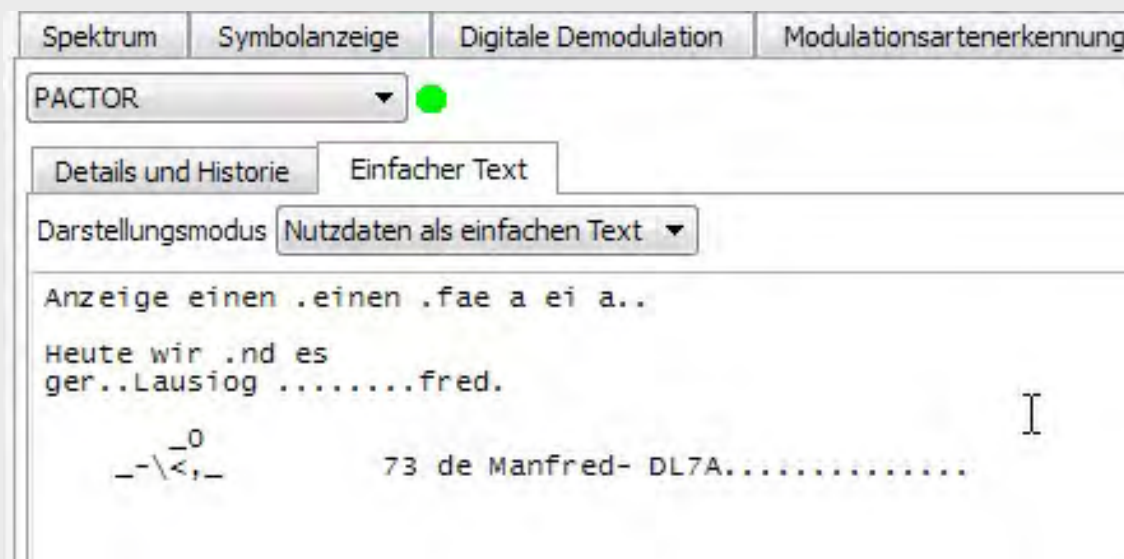 Spektrum Symbolanzeige Digitale Demodulation Modulationsartenerkennung
PACTOR
Details und Historie Einfacher Text
Darstellungsmodus Nutzdaten als einfachen Text
Anzeige einen .einen .fae a ei a..
Heute wir .nd es
ger..Lausiog ........fred.
_O
_-\<,_ 73 de Manfred- DL7A..............